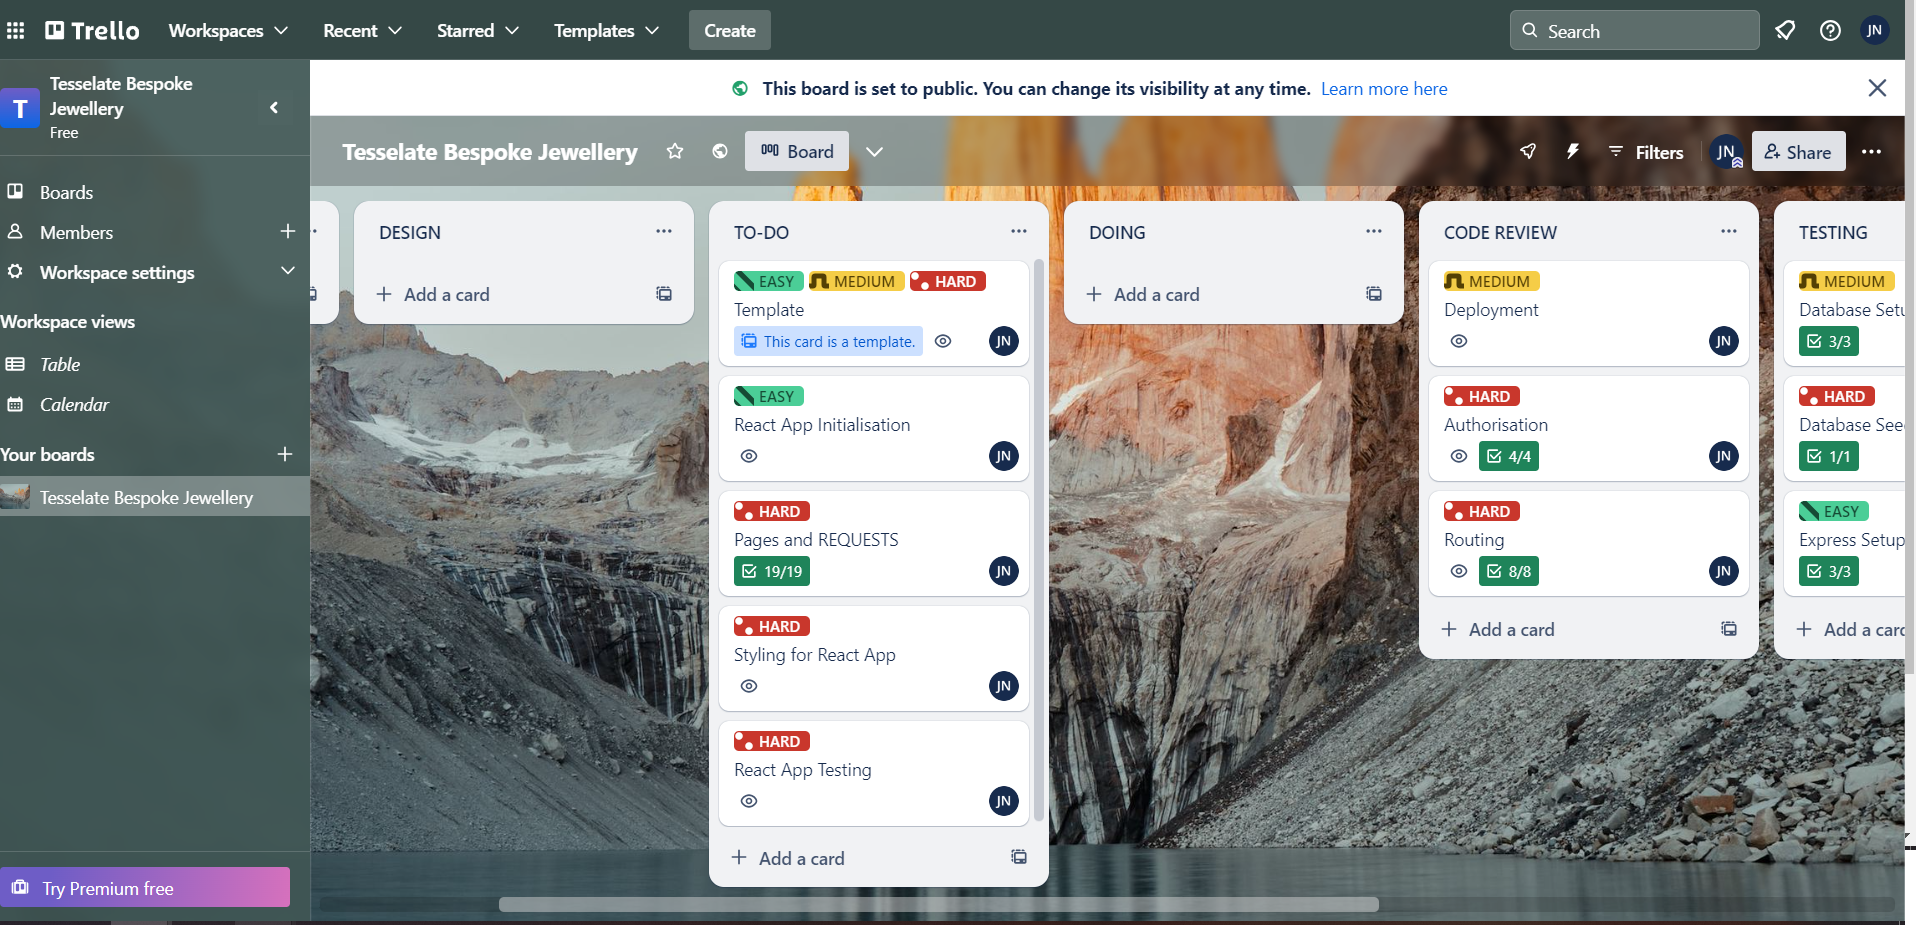 Trello
Workspaces
Recent
Starred
Templates
Create
Search
JN
Tesselate Bespoke
Jewellery
Free
T
Boards
Members
Workspace settings
Workspace views
Table
Calendar
Your boards
Tesselate Bespoke Jewellery
Try Premium free
This board is set to public. You can change its visibility at any time. Learn more here
Tesselate Bespoke Jewellery
Board
Filters
JN
Share
DESIGN
Add a card
TO-DO
EASY MEDIUM HARD
Template
This card is a template.
JN
EASY
React App Initialisation
JN
HARD
Pages and REQUESTS
19/19
JN
HARD
Styling for React App
JN
HARD
React App Testing
JN
Add a card
DOING
Add a card
CODE REVIEW
MEDIUM
Deployment
JN
HARD
Authorisation
4/4
JN
HARD
Routing
8/8
JN
Add a card
TESTING
MEDIUM
Database Setu
3/3
HARD
Database See
1/1
EASY
Express Setup
3/3
Add a card